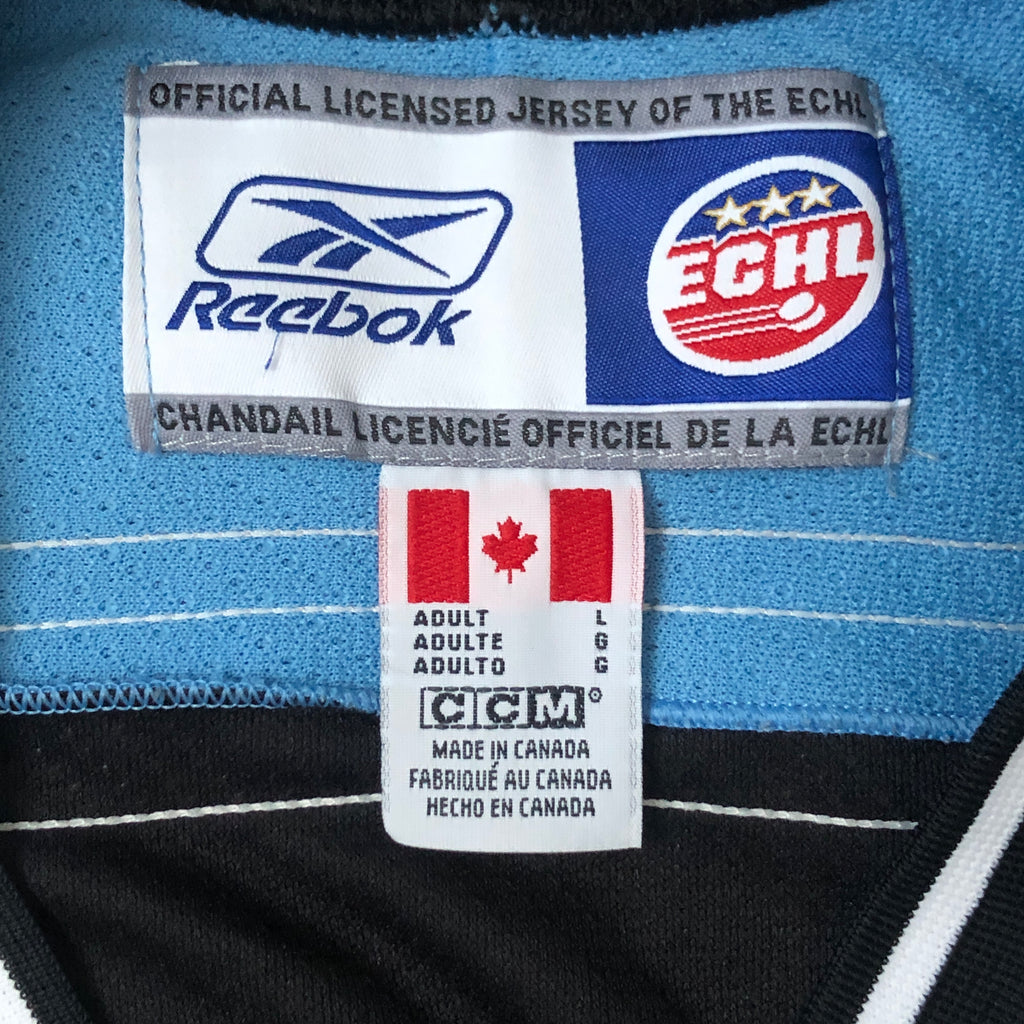 OFFICIAL LICENSED JERSEY OF THE ECHL
Reebok
ECHL
CHANDAIL LICENCIÉ OFFICIEL DE LA ECHL
ADULT L
ADULTE G
ADULTO G
CCM
MADE IN CANADA
FABRIQUÉ AU CANADA
HECHO EN CANADA